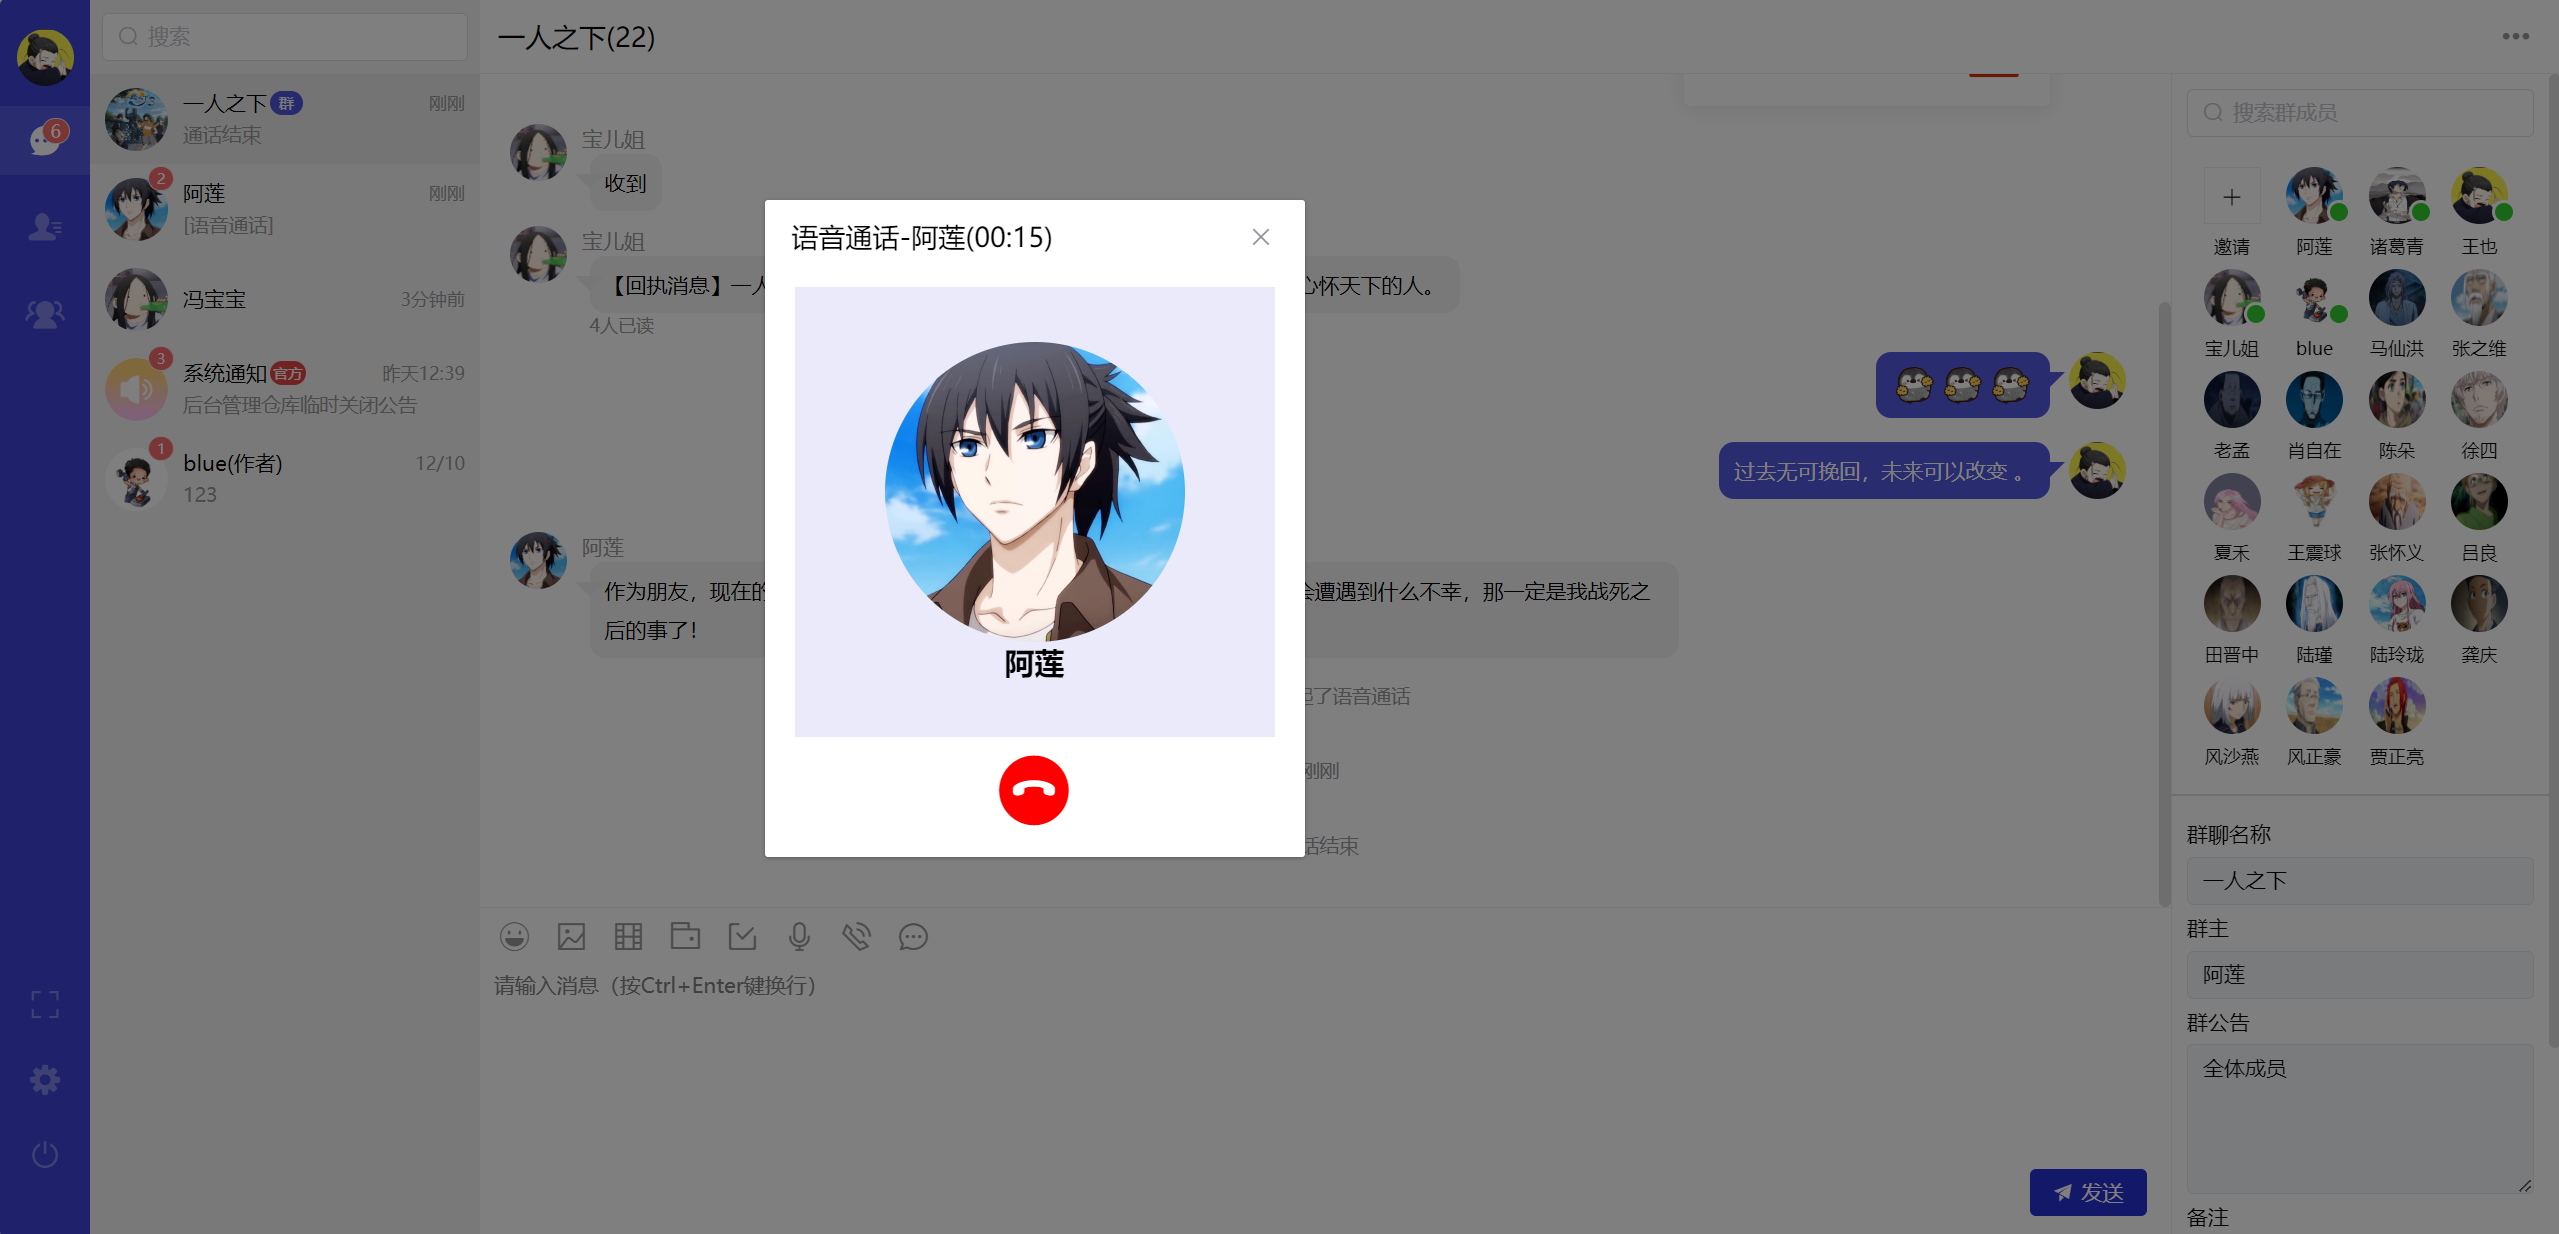 搜索
一人之下 群 刚刚
通话结束
2
阿莲 刚刚
[语音通话]
6
冯宝宝 3分钟前
3
系统通知 官方 昨天12:39
后台管理仓库临时关闭公告
1
blue(作者) 12/10
123
一人之下(22)
宝儿姐
收到
宝儿姐
【回执消息】一人
心怀天下的人。
4人已读
过去无可挽回，未来可以改变 。
阿莲
作为朋友，现在的
会遭遇到什么不幸，那一定是我战死之
后的事了！
起了语音通话
刚刚
话结束
语音通话-阿莲(00:15)
阿莲
请输入消息（按Ctrl+Enter键换行）
发送
搜索群成员
邀请 阿莲 诸葛青 王也
宝儿姐 blue 马仙洪 张之维
老孟 肖自在 陈朵 徐四
夏禾 王震球 张怀义 吕良
田晋中 陆瑾 陆玲珑 龚庆
风沙燕 风正豪 贾正亮
群聊名称
一人之下
群主
阿莲
群公告
全体成员
备注